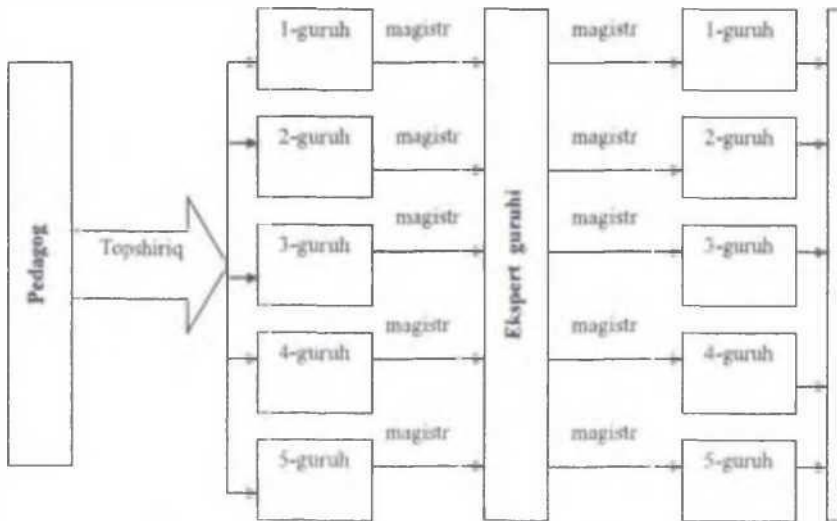 Pedagog
Topshiriq
1-guruh
2-guruh
3-guruh
4-guruh
5-guruh
magistr
magistr
magistr
magistr
magistr
Ekspert guruhi
magistr
magistr
magistr
magistr
magistr
1-guruh
2-guruh
3-guruh
4-guruh
5-guruh